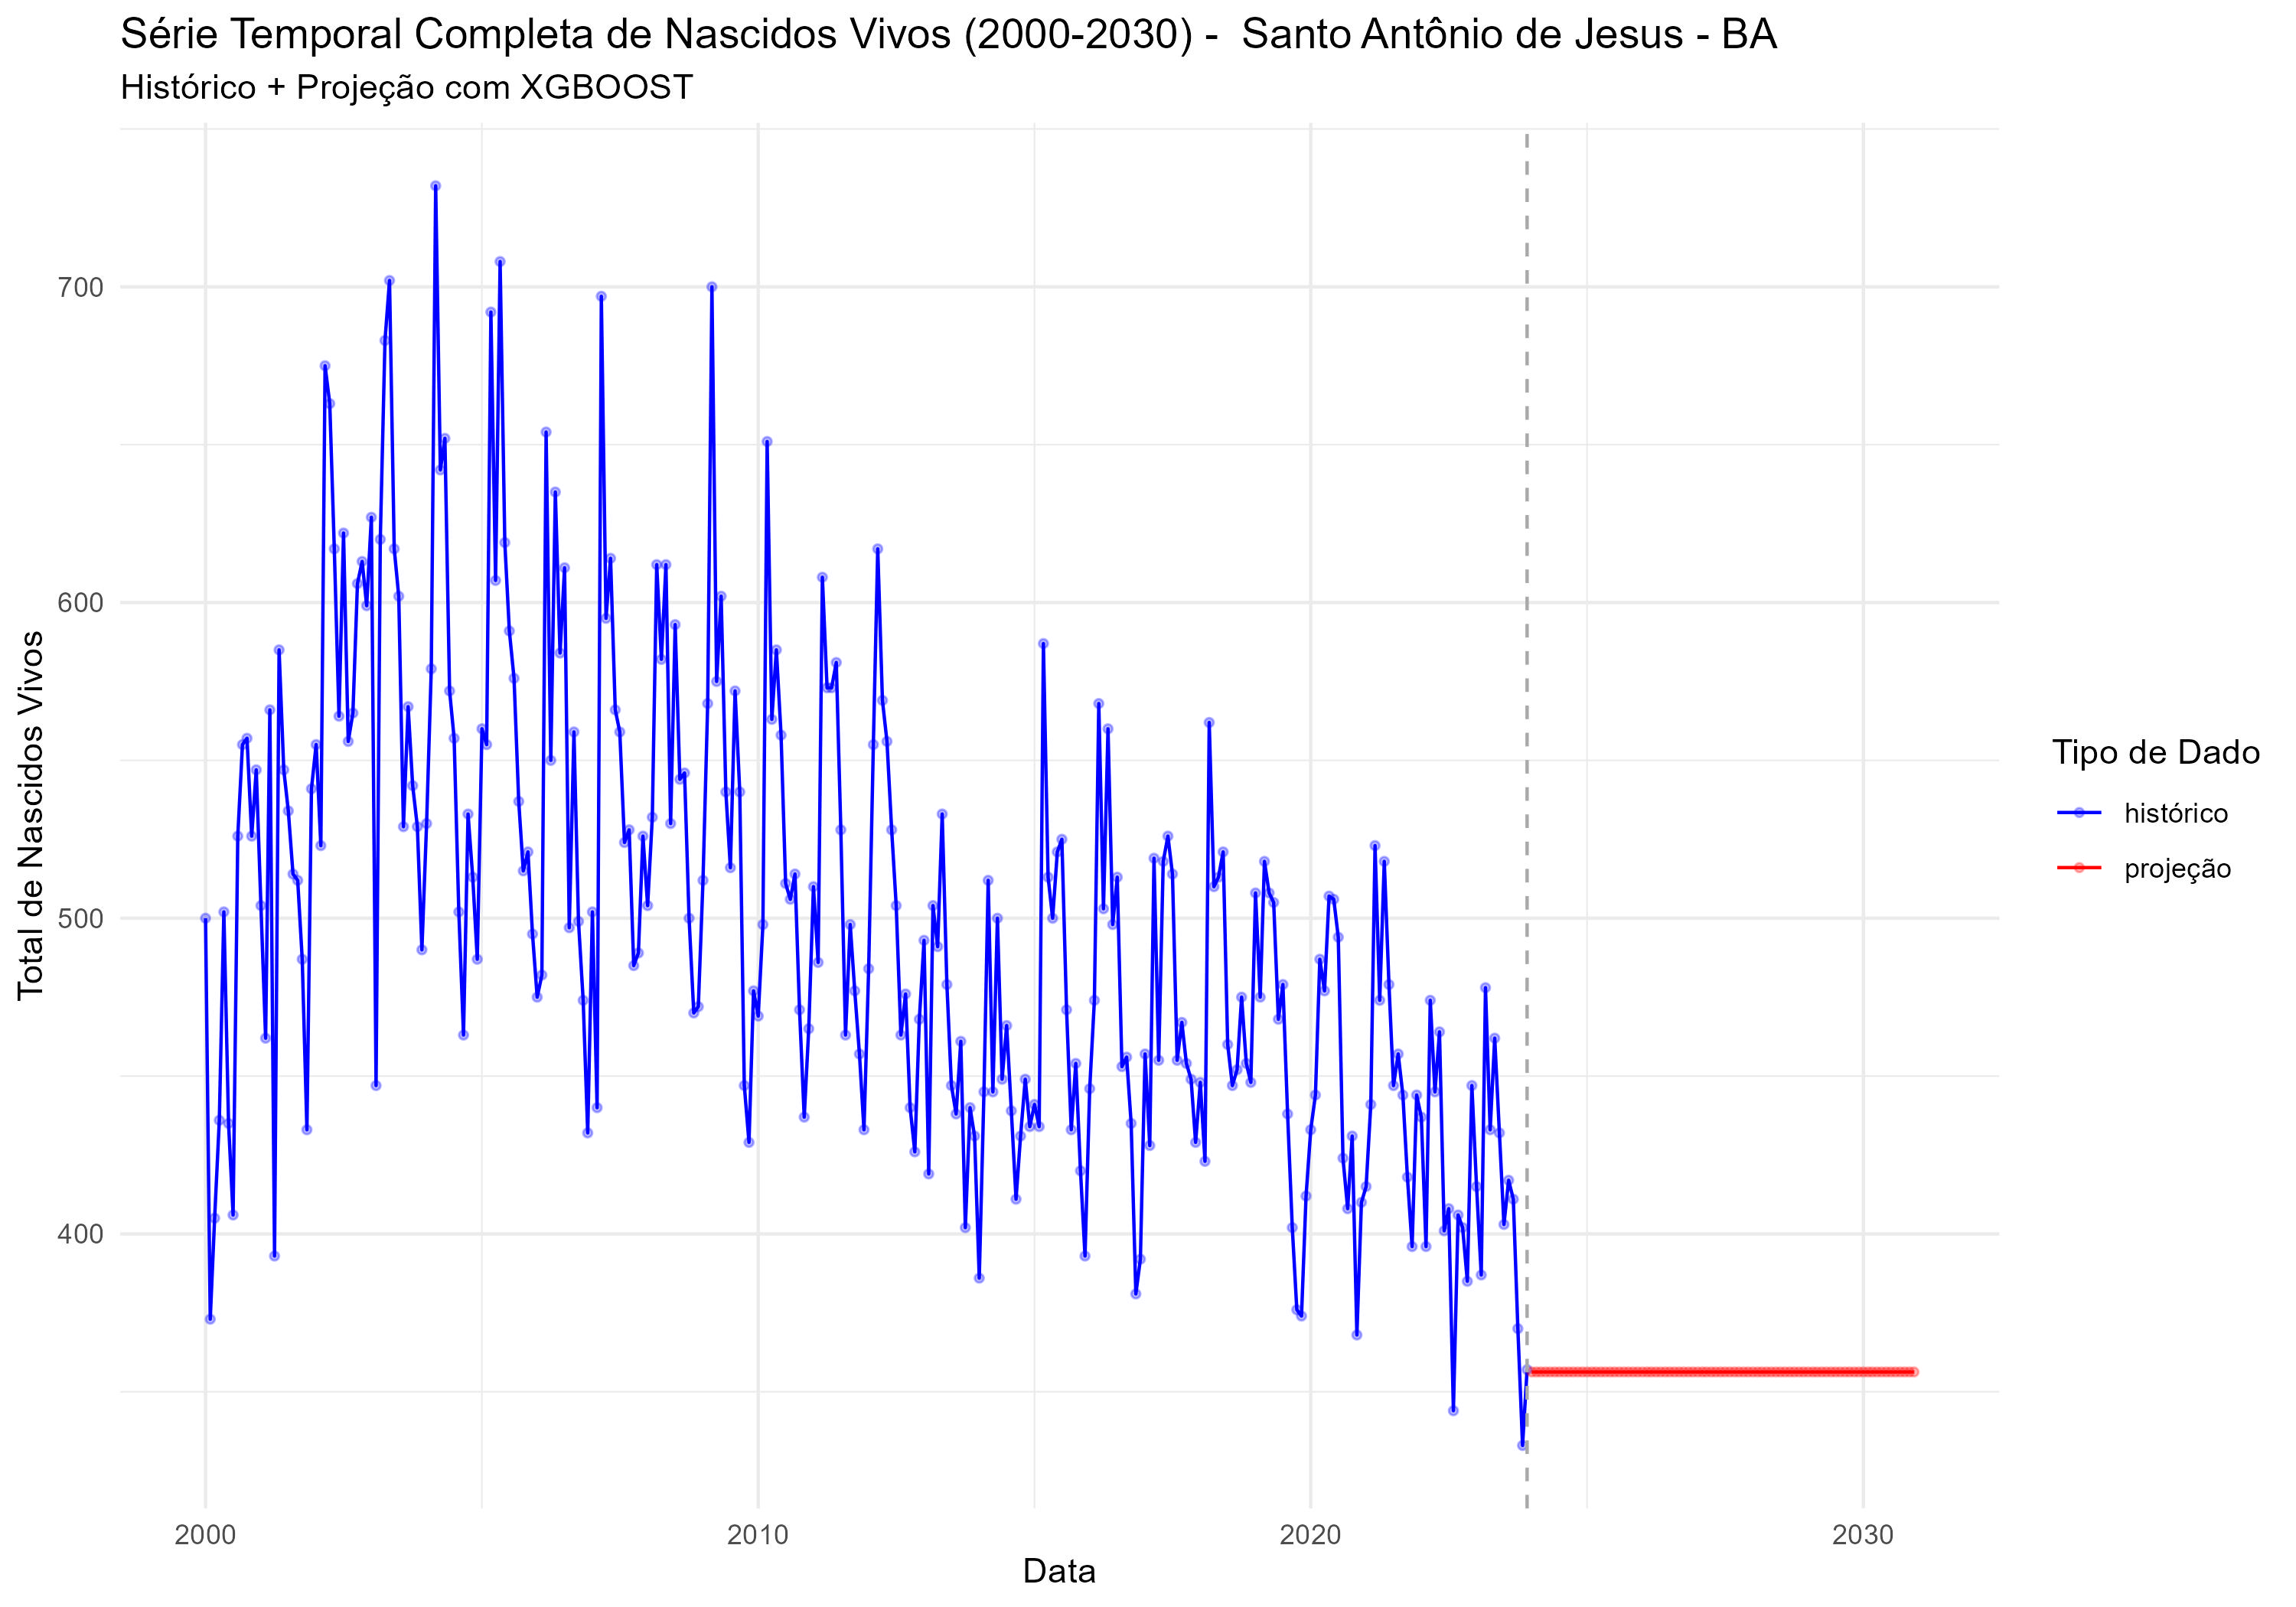 Série Temporal Completa de Nascidos Vivos (2000-2030) -  Santo Antônio de Jesus - BA
Histórico + Projeção com XGBOOST
Total de Nascidos Vivos
700
600
500
400
2000
2010
2020
2030
Data
Tipo de Dado
histórico
projeção